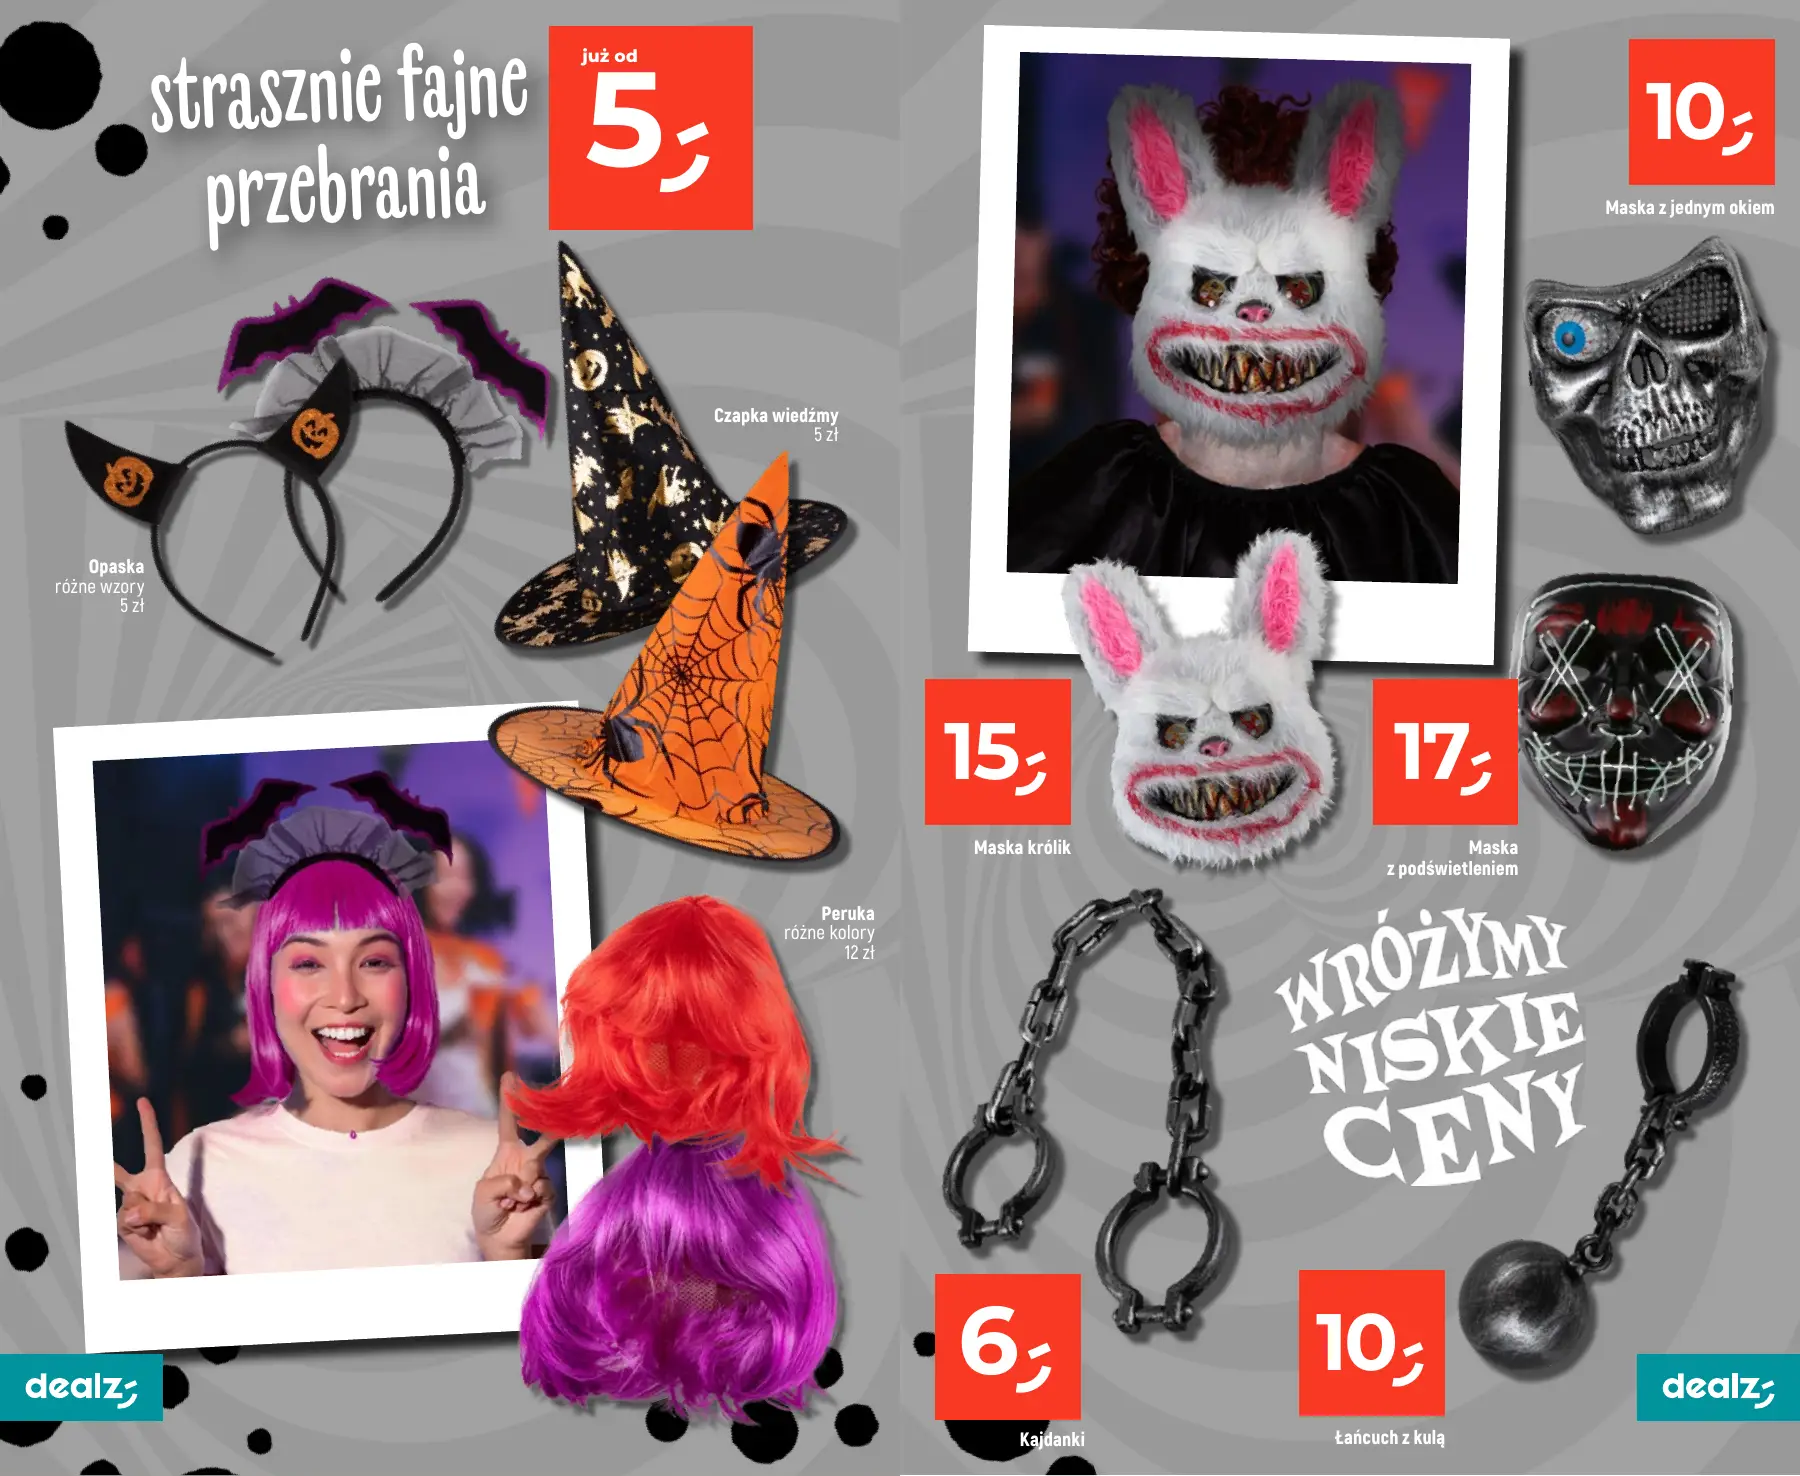 strasznie fajne
przebrania
już od
5,-
Czapka wiedźmy
5 zł
Opaska
różne wzory
5 zł
Peruka
różne kolory
12 zł
dealz
10,-
Maska z jednym okiem
15,-
Maska królik
17,-
Maska
z podświetleniem
WRÓŻYMY
NISKIE
CENY
6,-
Kajdanki
10,-
Łańcuch z kulą
dealz